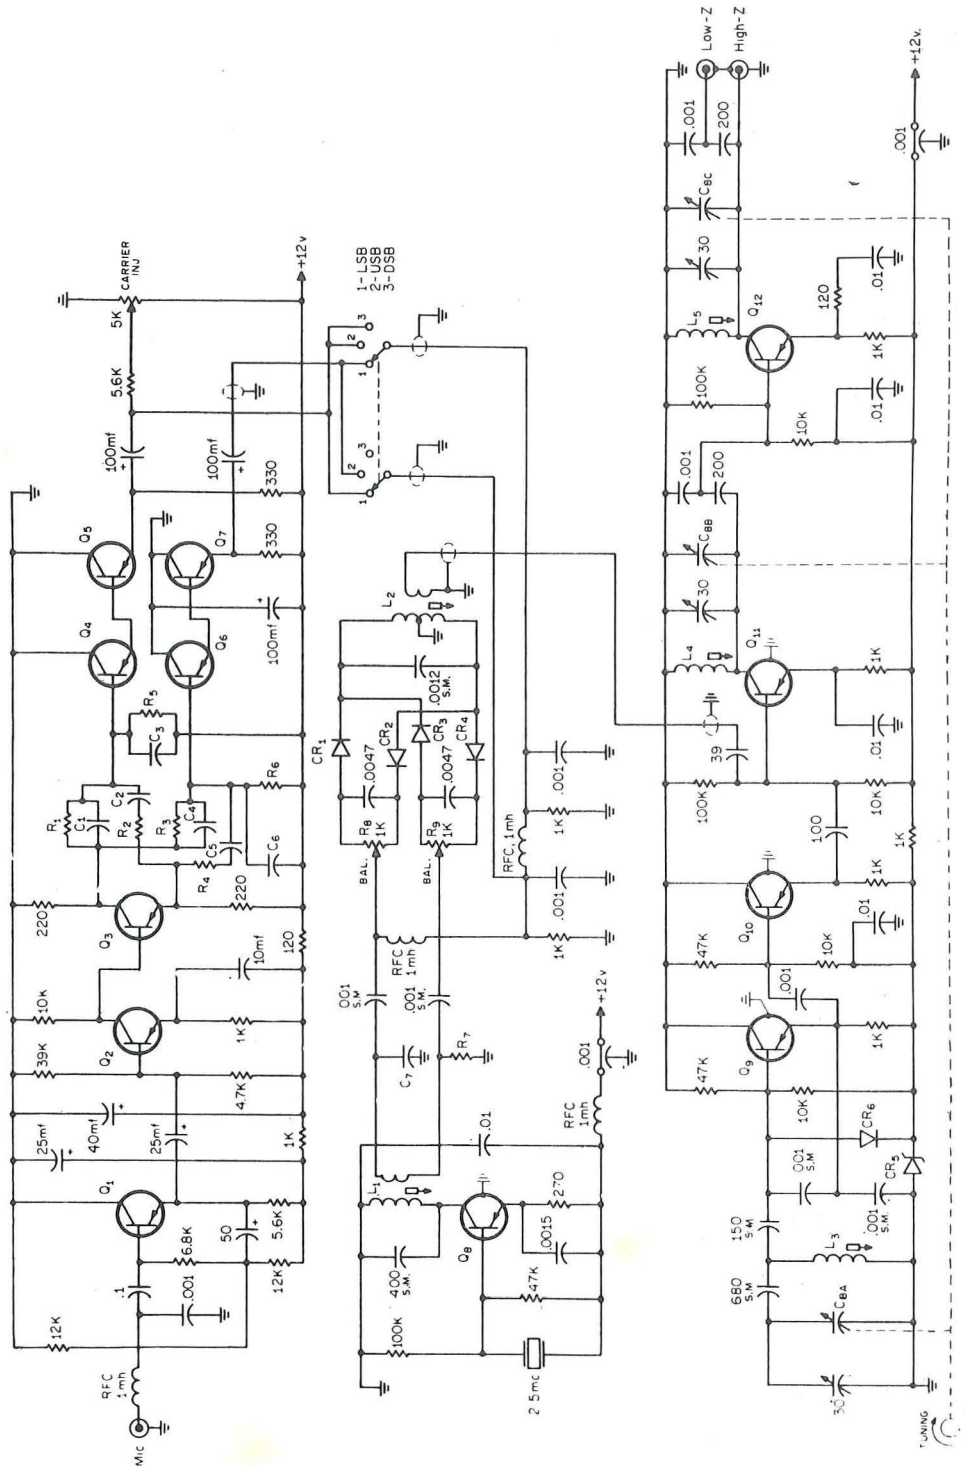 MIC
RFC
1mh
12K
.1
.001
6.8K
12K
50
5.6K
Q1
25mf
40mf
25mf
1K
39K
4.7K
10K
Q2
1K
10mf
120
220
Q3
220
R4
C5
C6
R6
R1
C1
R2
C2
R3
C4
C3
R5
Q4
Q5
Q6
Q7
100mf
100mf
100mf
330
330
5.6K
5K
CARRIER
INJ
+12v
1-LSB
2-USB
3-DSB
1
2
3
1
2
3
2 5mc
100K
47K
400
S.M.
L1
Q8
.0015
270
.01
RFC
1mh
.001
+12v
C7
R7
001
S.M
.001
S.M.
RFC
1mh
BAL.
BAL.
R8
1K
R9
1K
.0047
.0047
CR1
CR2
CR3
CR4
.0012
S.M.
L2
1K
.001
RFC, 1mh
1K
.001
TUNING
30
C8A
680
S.M
L3
150
S.M
001
S.M
.001
S.M.
CR5
CR6
47K
10K
Q9
1K
.001
47K
10K
.01
Q10
1K
100
1K
100K
10K
39
.01
1K
Q11
L4
30
C8B
.001
200
10K
.01
100K
L5
Q12
1K
120
.01
30
C8C
.001
200
Low-Z
High-Z
.001
+12v.